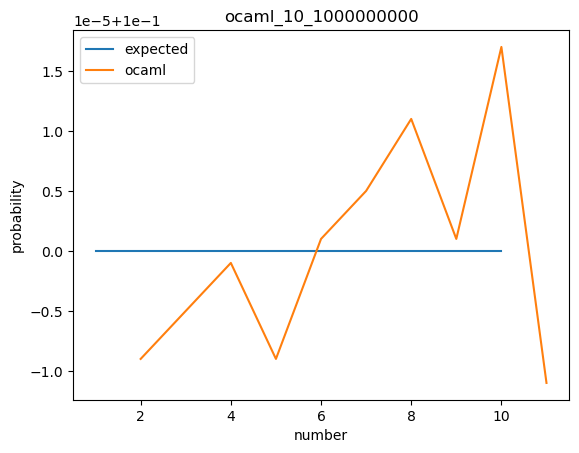 ocaml_10_1000000000
1e−5+1e−1
expected
ocaml
1.5
1.0
0.5
0.0
−0.5
−1.0
probability
2 4 6 8 10
number